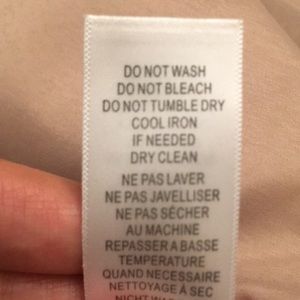 DO NOT WASH
DO NOT BLEACH
DO NOT TUMBLE DRY
COOL IRON
IF NEEDED
DRY CLEAN
NE PAS LAVER
NE PAS JAVELLISER
NE PAS SÉCHER
AU MACHINE
REPASSER A BASSE
TEMPERATURE
QUAND NECESSAIRE
NETTOYAGE À SEC
NICHT